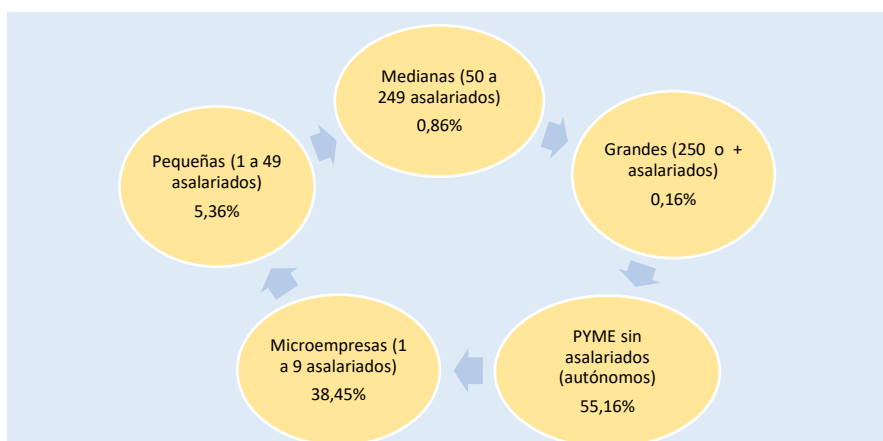 Medianas (50 a
249 asalariados)
0,86%
Grandes (250 o +
asalariados)
0,16%
PYME sin
asalariados
(autónomos)
55,16%
Microempresas (1
a 9 asalariados)
38,45%
Pequeñas (1 a 49
asalariados)
5,36%